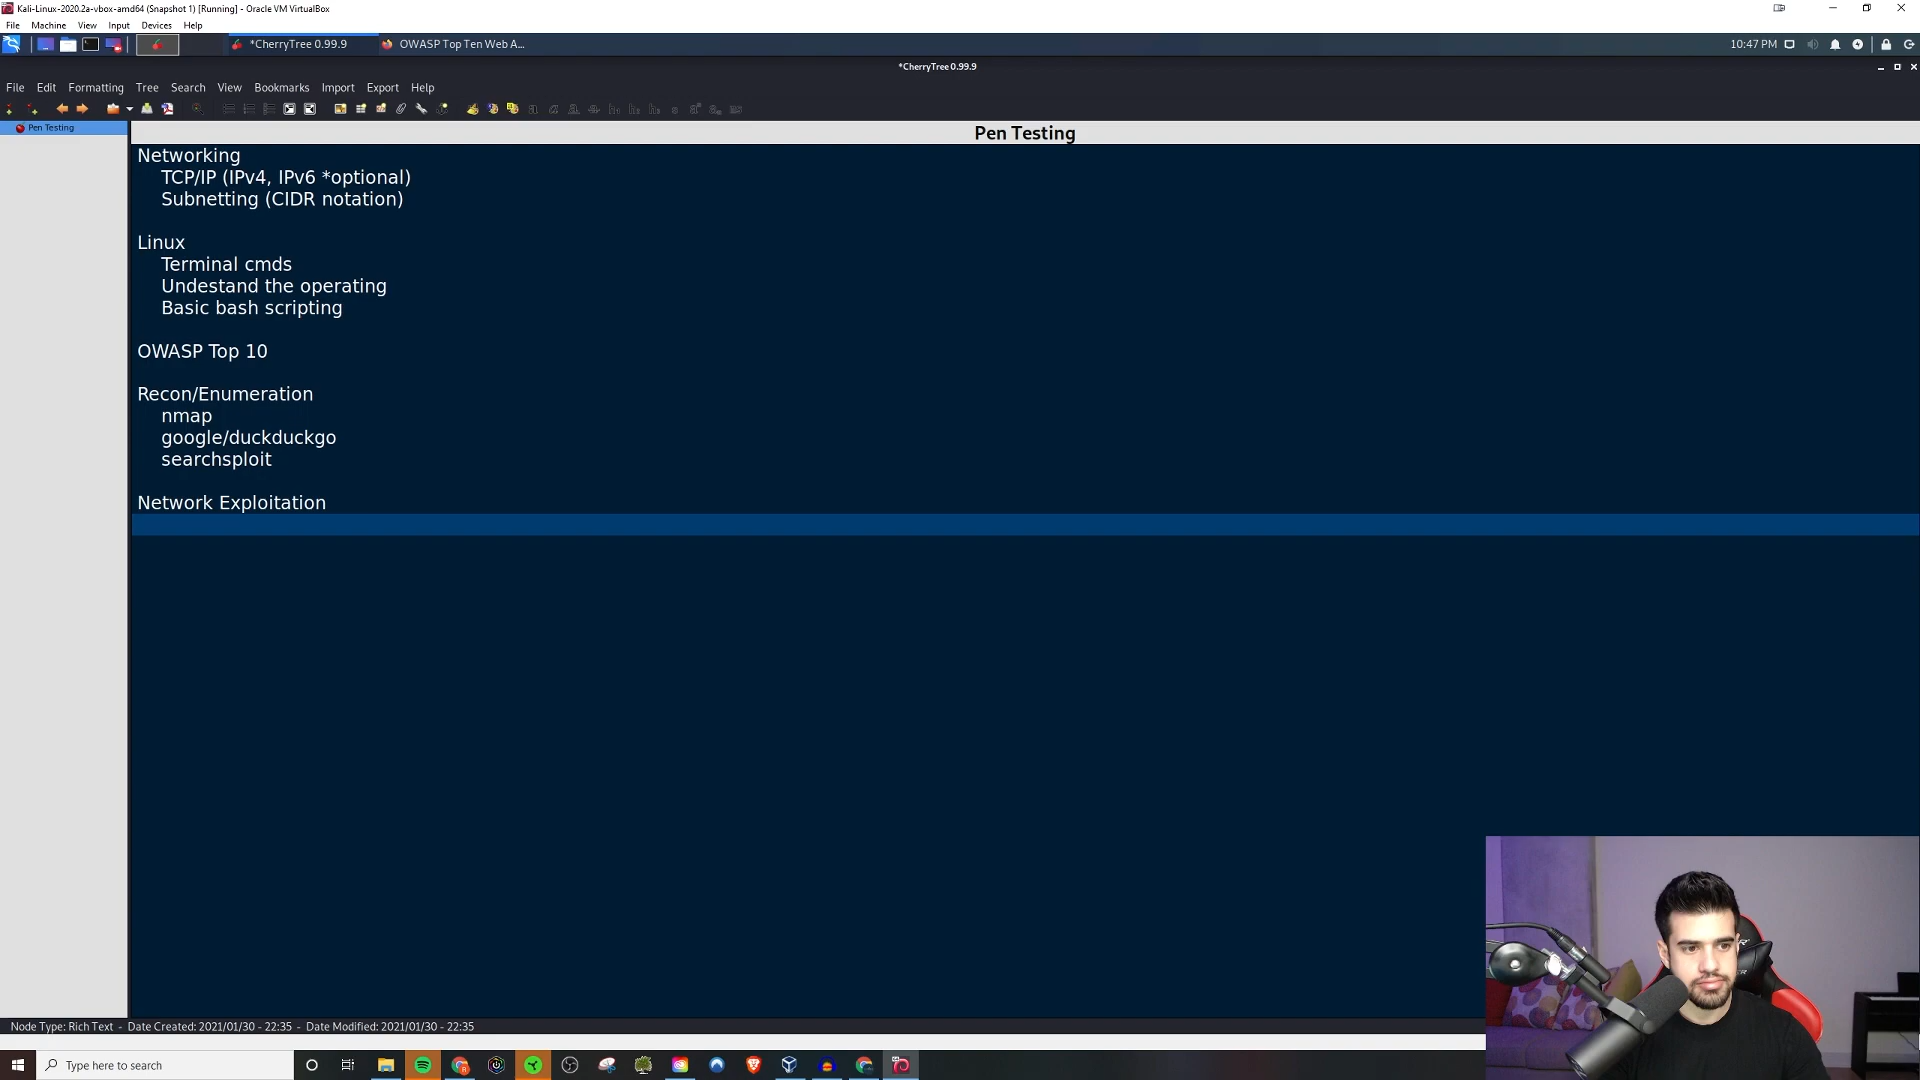 Kali-Linux-2020.2a-vbox-amd64 (Snapshot 1) [Running] - Oracle VM VirtualBox
File Machine View Input Devices Help
*CherryTree 0.99.9
OWASP Top Ten Web A...
10:47 PM
*CherryTree 0.99.9
File Edit Formatting Tree Search View Bookmarks Import Export Help
Pen Testing
Pen Testing
Networking
TCP/IP (IPv4, IPv6 *optional)
Subnetting (CIDR notation)
Linux
Terminal cmds
Undestand the operating
Basic bash scripting
OWASP Top 10
Recon/Enumeration
nmap
google/duckduckgo
searchsploit
Network Exploitation
Node Type: Rich Text - Date Created: 2021/01/30 - 22:35 - Date Modified: 2021/01/30 - 22:35
Type here to search